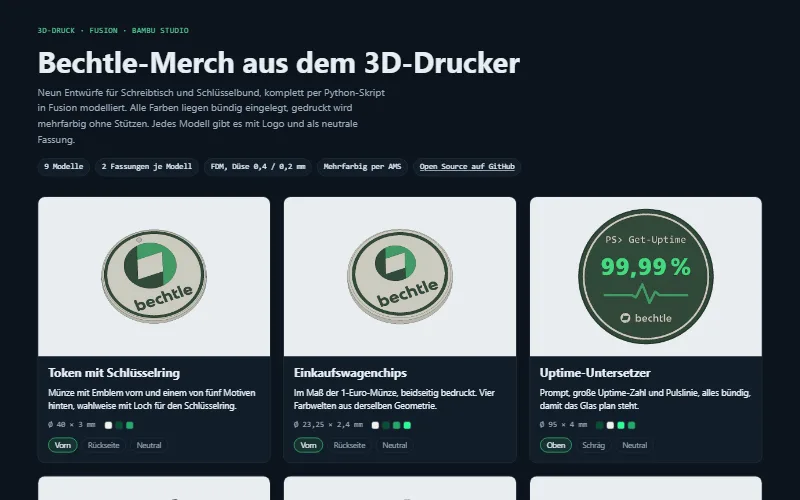 3D-DRUCK · FUSION · BAMBU STUDIO
Bechtle-Merch aus dem 3D-Drucker
Neun Entwürfe für Schreibtisch und Schlüsselbund, komplett per Python-Skript
in Fusion modelliert. Alle Farben liegen bündig eingelegt, gedruckt wird
mehrfarbig ohne Stützen. Jedes Modell gibt es mit Logo und als neutrale
Fassung.
9 Modelle
2 Fassungen je Modell
FDM, Düse 0,4 / 0,2 mm
Mehrfarbig per AMS
Open Source auf GitHub
bechtle
Token mit Schlüsselring
Münze mit Emblem vorn und einem von fünf Motiven
hinten, wahlweise mit Loch für den Schlüsselring.
Ø 40 × 3 mm
Vorn
Rückseite
Neutral
bechtle
Einkaufswagenchips
Im Maß der 1-Euro-Münze, beidseitig bedruckt. Vier
Farbwelten aus derselben Geometrie.
Ø 23,25 × 2,4 mm
Vorn
Rückseite
Neutral
PS> Get-Uptime
99,99 %
bechtle
Uptime-Untersetzer
Prompt, große Uptime-Zahl und Pulslinie, alles bündig,
damit das Glas plan steht.
Ø 95 × 4 mm
Oben
Schräg
Neutral